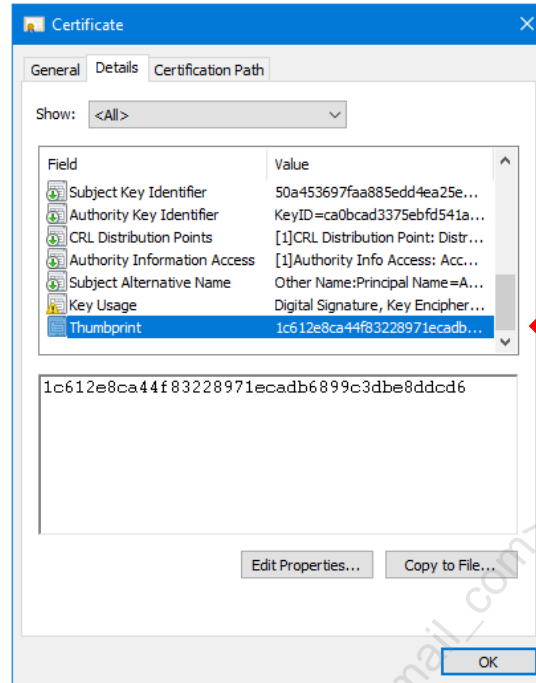 Certificate
General Details Certification Path
Show: <All>
Field Value
Subject Key Identifier 50a453697faa885edd4ea25e...
Authority Key Identifier KeyID=ca0bcad3375ebfd541a...
CRL Distribution Points [1]CRL Distribution Point: Distr...
Authority Information Access [1]Authority Info Access: Acc...
Subject Alternative Name Other Name:Principal Name=A...
Key Usage Digital Signature, Key Encipher...
Thumbprint 1c612e8ca44f83228971ecadb...
1c612e8ca44f83228971ecadb6899c3dbe8ddcd6
Edit Properties... Copy to File...
mail_com>
OK